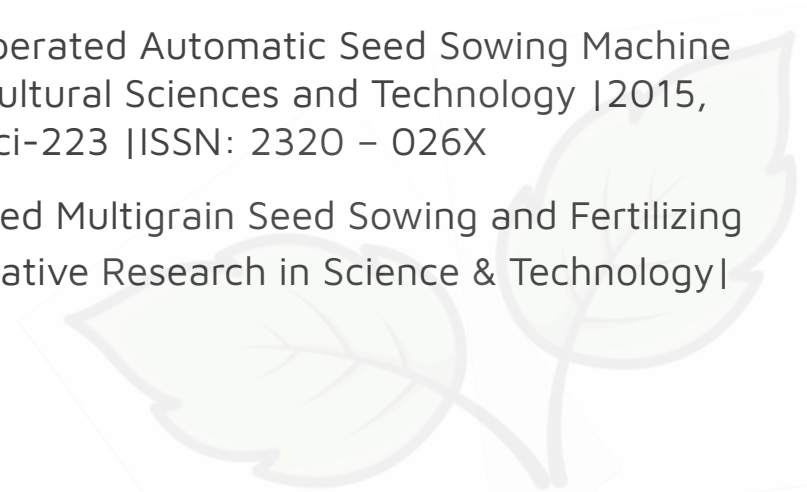 perated Automatic Seed Sowing Machine
ultural Sciences and Technology |2015,
ci-223 |ISSN: 2320 – 026X
ed Multigrain Seed Sowing and Fertilizing
ative Research in Science & Technology|